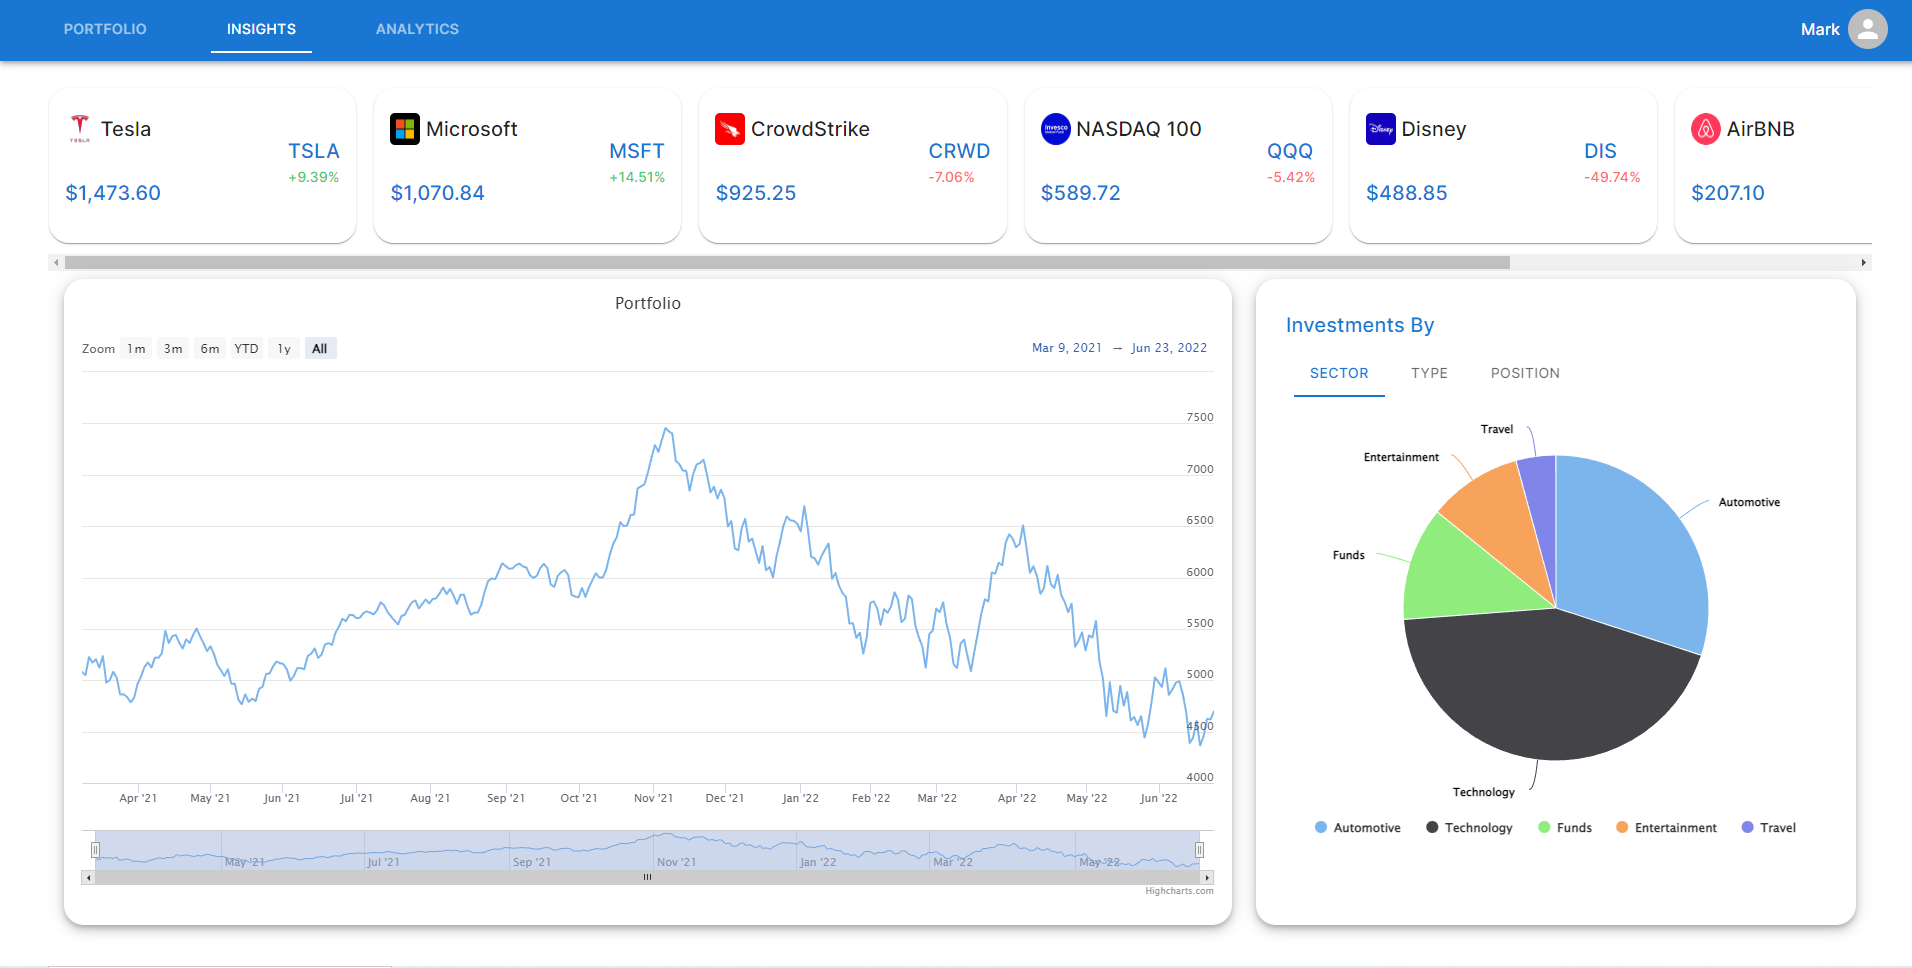 PORTFOLIO
INSIGHTS
ANALYTICS
Mark
TESLA
Tesla
TSLA
+9.39%
$1,473.60
Microsoft
MSFT
+14.51%
$1,070.84
CrowdStrike
CRWD
-7.06%
$925.25
Invesco
NASDAQ 100
QQQ
-5.42%
$589.72
Disney
Disney
DIS
-49.74%
$488.85
AirBNB
$207.10
Portfolio
Zoom 1m 3m 6m YTD 1y All
Mar 9, 2021 → Jun 23, 2022
7500
7000
6500
6000
5500
5000
4500
4000
Apr '21 May '21 Jun '21 Jul '21 Aug '21 Sep '21 Oct '21 Nov '21 Dec '21 Jan '22 Feb '22 Mar '22 Apr '22 May '22 Jun '22
May '21 Jul '21 Sep '21 Nov '21 Jan '22 Mar '22 May '22
Highcharts.com
Investments By
SECTOR TYPE POSITION
Travel
Entertainment
Automotive
Funds
Technology
Automotive Technology Funds Entertainment Travel